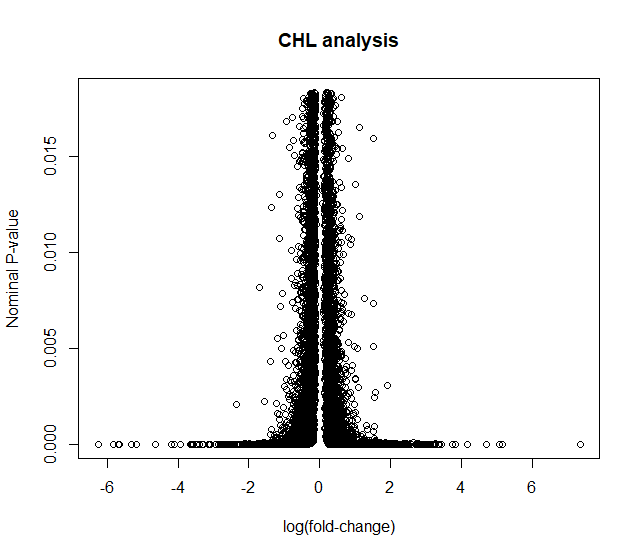 CHL analysis
Nominal P-value
0.015
0.010
0.005
0.000
-6 -4 -2 0 2 4 6
log(fold-change)